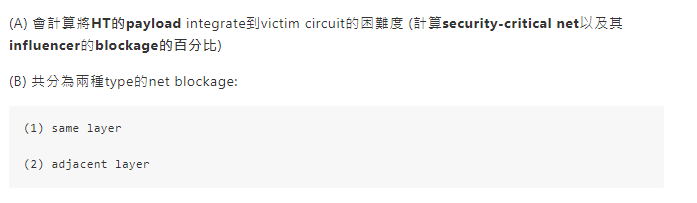 (A) 會計算將HT的payload integrate到victim circuit的困難度 (計算security-critical net以及其
influencer的blockage的百分比)
(B) 共分為兩種type的net blockage:
(1) same layer
(2) adjacent layer